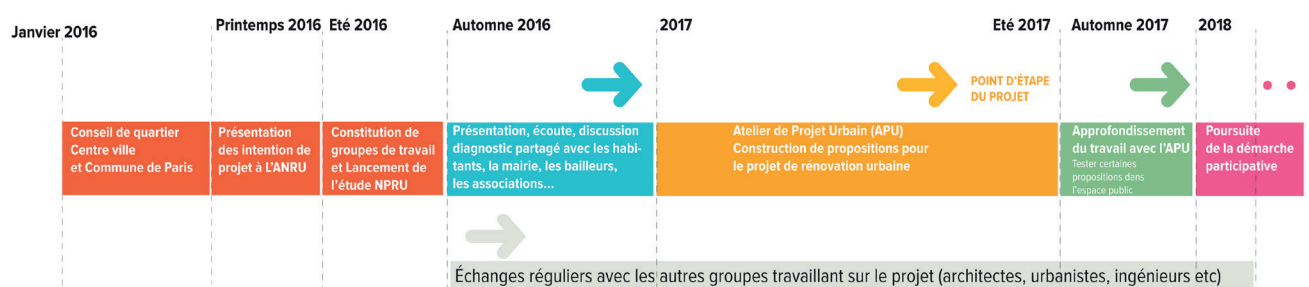 Janvier 2016
Printemps 2016
Eté 2016
Automne 2016
2017
Eté 2017
Automne 2017
2018
POINT D'ÉTAPE
DU PROJET
Conseil de quartier
Centre ville
et Commune de Paris
Présentation
des intention de
projet à L'ANRU
Constitution de
groupes de travail
et Lancement de
l'étude NPRU
Présentation, écoute, discussion
diagnostic partagé avec les habi-
tants, la mairie, les bailleurs,
les associations...
Atelier de Projet Urbain (APU)
Construction de propositions pour
le projet de rénovation urbaine
Approfondissement
du travail avec l'APU
Tester certaines
propositions dans
l'espace public
Poursuite
de la démarche
participative
Échanges réguliers avec les autres groupes travaillant sur le projet (architectes, urbanistes, ingénieurs etc)